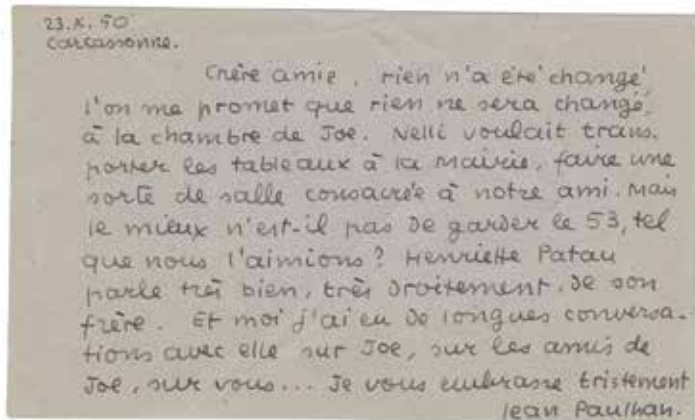 23.X.50
Carcassonne.
Chère amie, rien n'a été changé
l'on me promet que rien ne sera changé,
à la chambre de Joe. Nelli voulait trans-
porter les tableaux à la Mairie, faire une
sorte de salle consacrée à notre ami. Mais
le mieux n'est-il pas de garder le 53, tel
que nous l'aimions? Henriette Patau
parle très bien, très droitement, de son
frère. Et moi j'ai eu de longues conversa-
tions avec elle sur Joe, sur les amis de
Joe, sur vous... Je vous embrasse tristement
Jean Paulhan.